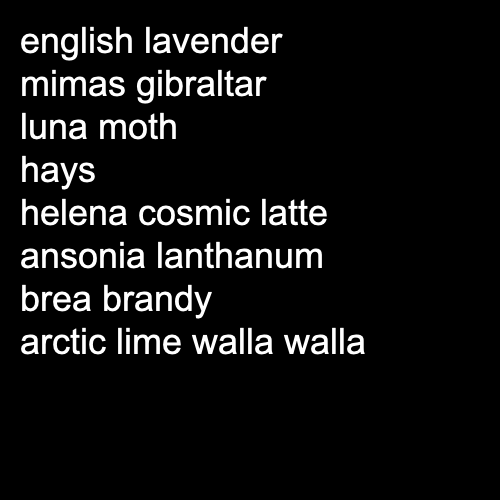 english lavender
mimas gibraltar
luna moth
hays
helena cosmic latte
ansonia lanthanum
brea brandy
arctic lime walla walla